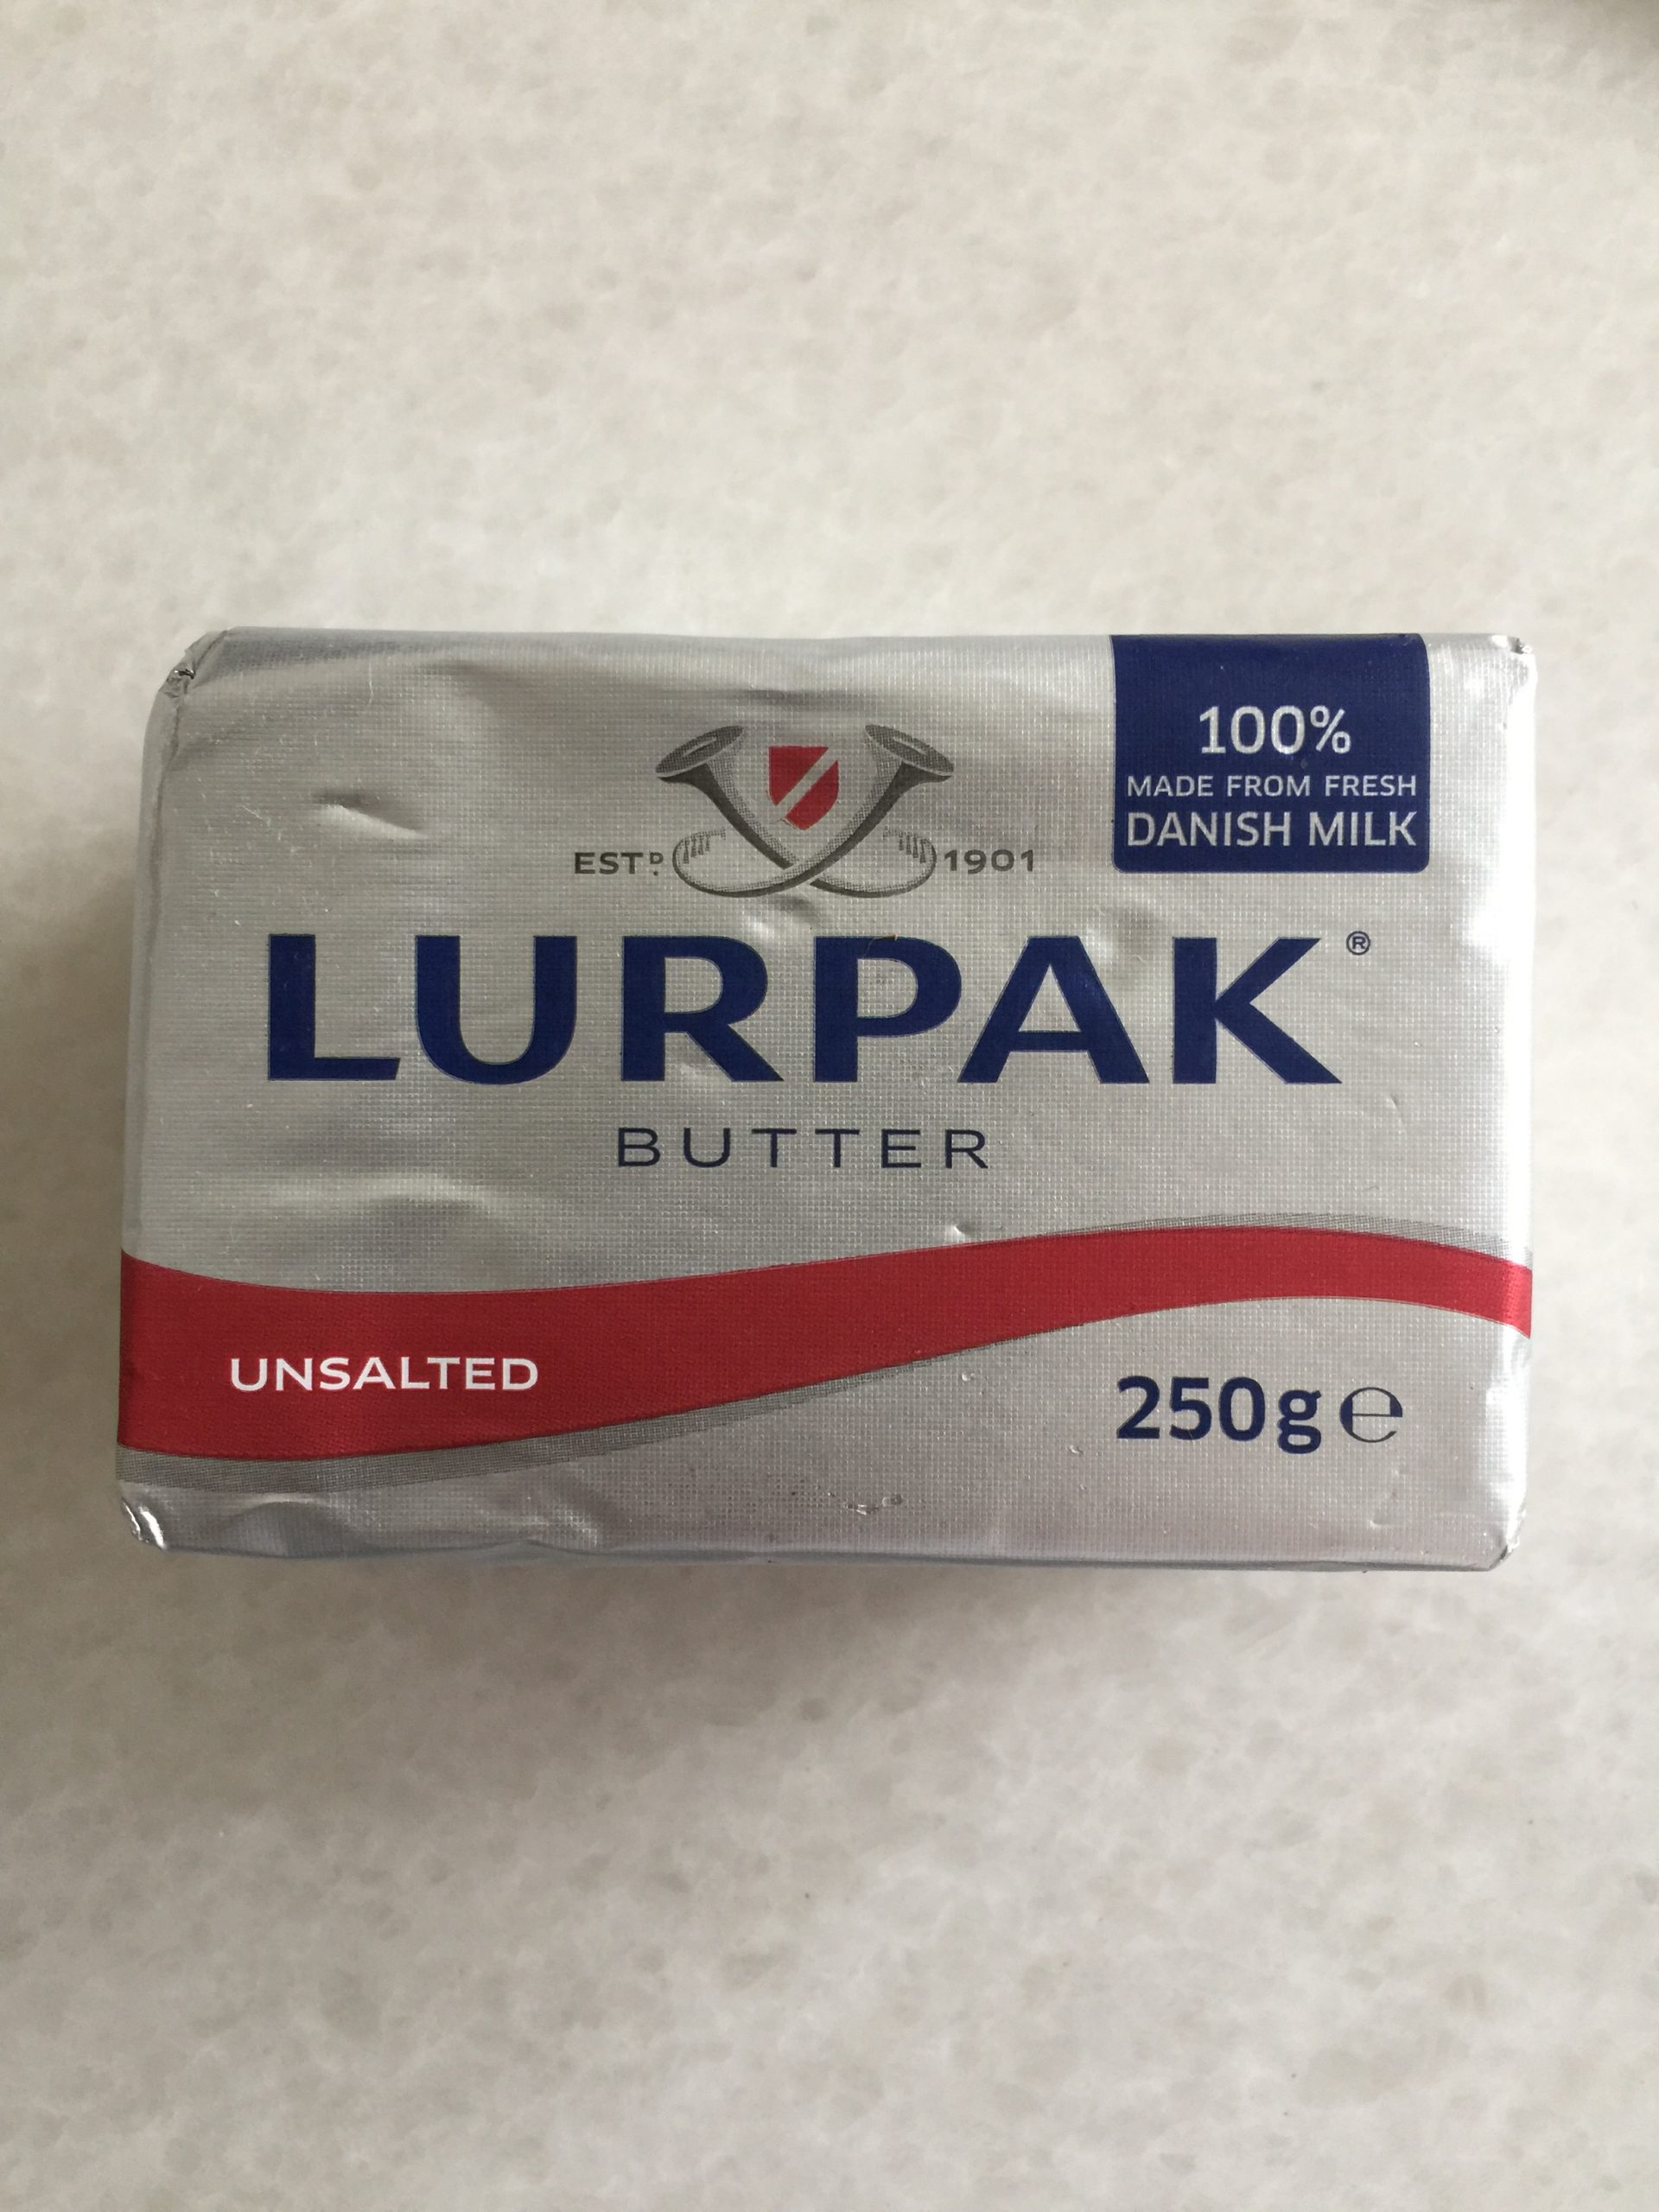 100%
MADE FROM FRESH
DANISH MILK
ESTD 1901
LURPAK®
BUTTER
UNSALTED
250g ℮